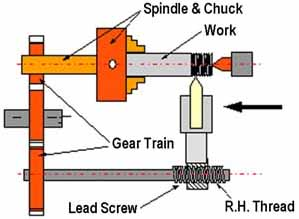 Spindle & Chuck
Work
Gear Train
Lead Screw
R.H. Thread